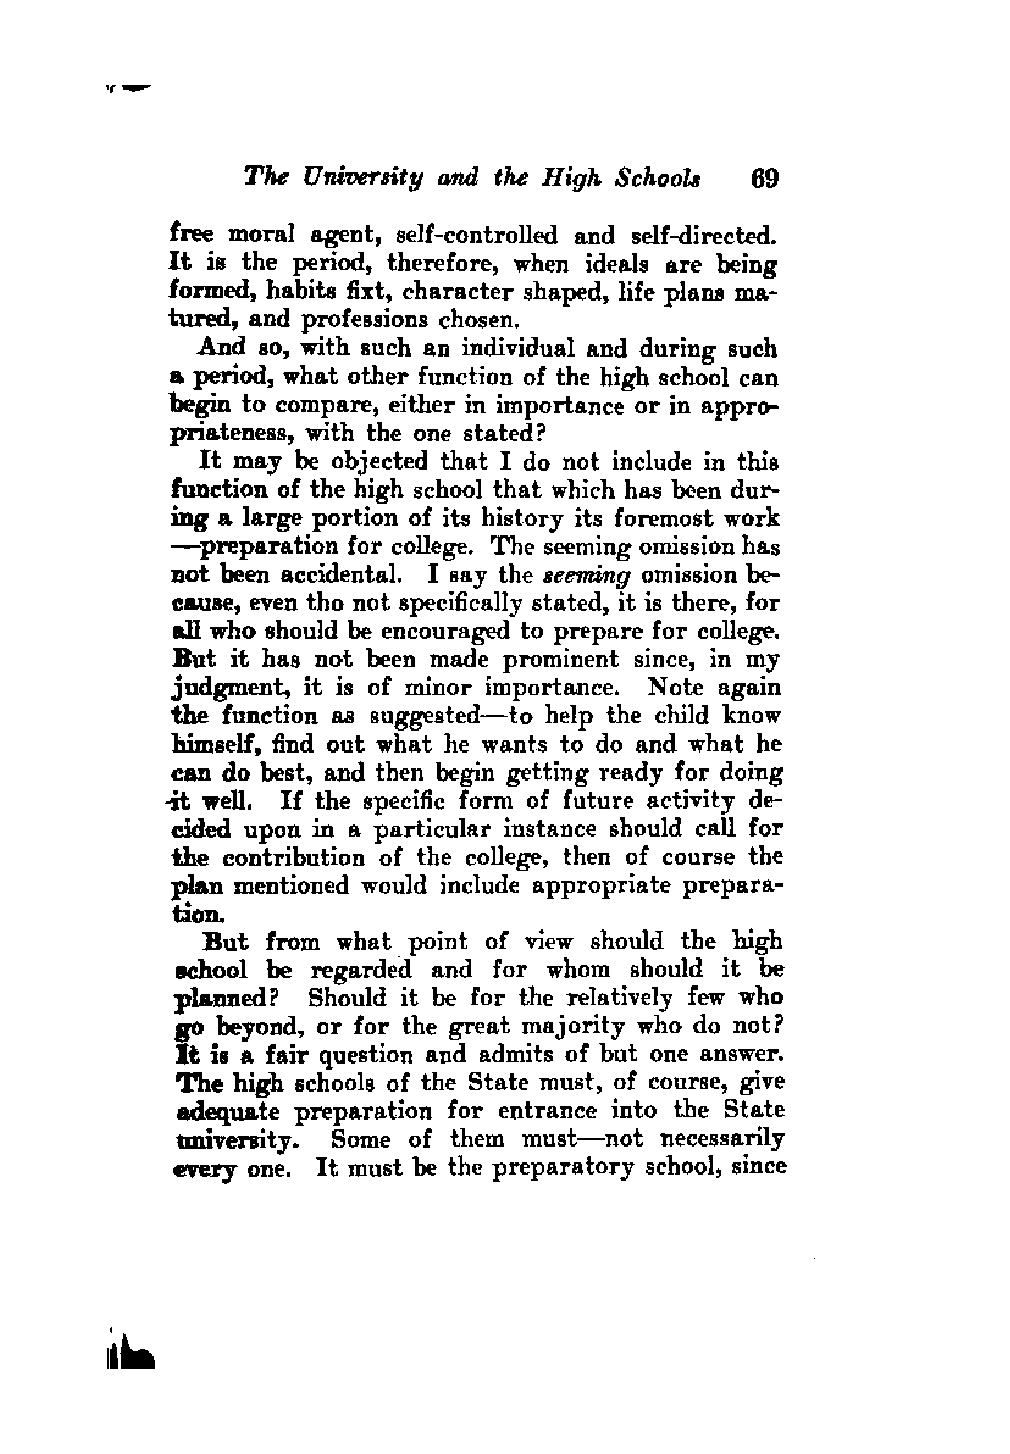 The University and the High Schools 69
free moral agent, self-controlled and self-directed.
It is the period, therefore, when ideals are being
formed, habits fixt, character shaped, life plans ma-
tured, and professions chosen.
And so, with such an individual and during such
a period, what other function of the high school can
begin to compare, either in importance or in appro-
priateness, with the one stated?
It may be objected that I do not include in this
function of the high school that which has been dur-
ing a large portion of its history its foremost work
—preparation for college. The seeming omission has
not been accidental. I say the seeming omission be-
cause, even tho not specifically stated, it is there, for
all who should be encouraged to prepare for college.
But it has not been made prominent since, in my
judgment, it is of minor importance. Note again
the function as suggested—to help the child know
himself, find out what he wants to do and what he
can do best, and then begin getting ready for doing
it well. If the specific form of future activity de-
cided upon in a particular instance should call for
the contribution of the college, then of course the
plan mentioned would include appropriate prepara-
tion.
But from what point of view should the high
school be regarded and for whom should it be
planned? Should it be for the relatively few who
go beyond, or for the great majority who do not?
It is a fair question and admits of but one answer.
The high schools of the State must, of course, give
adequate preparation for entrance into the State
university. Some of them must—not necessarily
every one. It must be the preparatory school, since